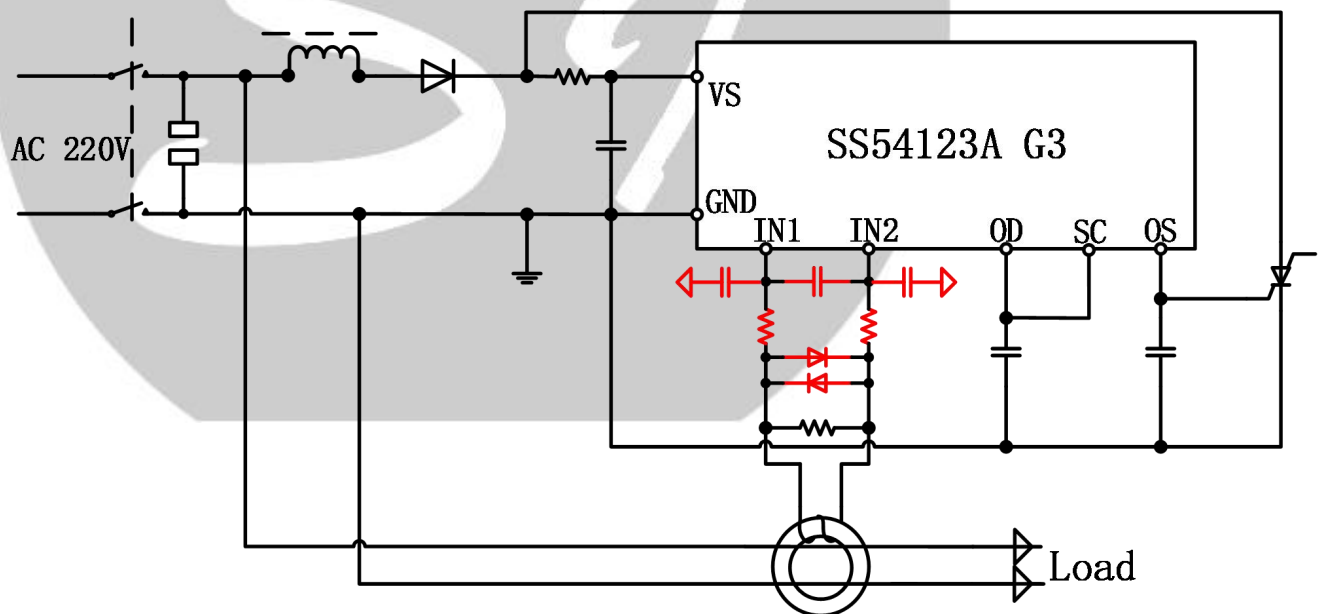 VS
AC 220V
SS54123A G3
GND
IN1
IN2
OD
SC
OS
Load